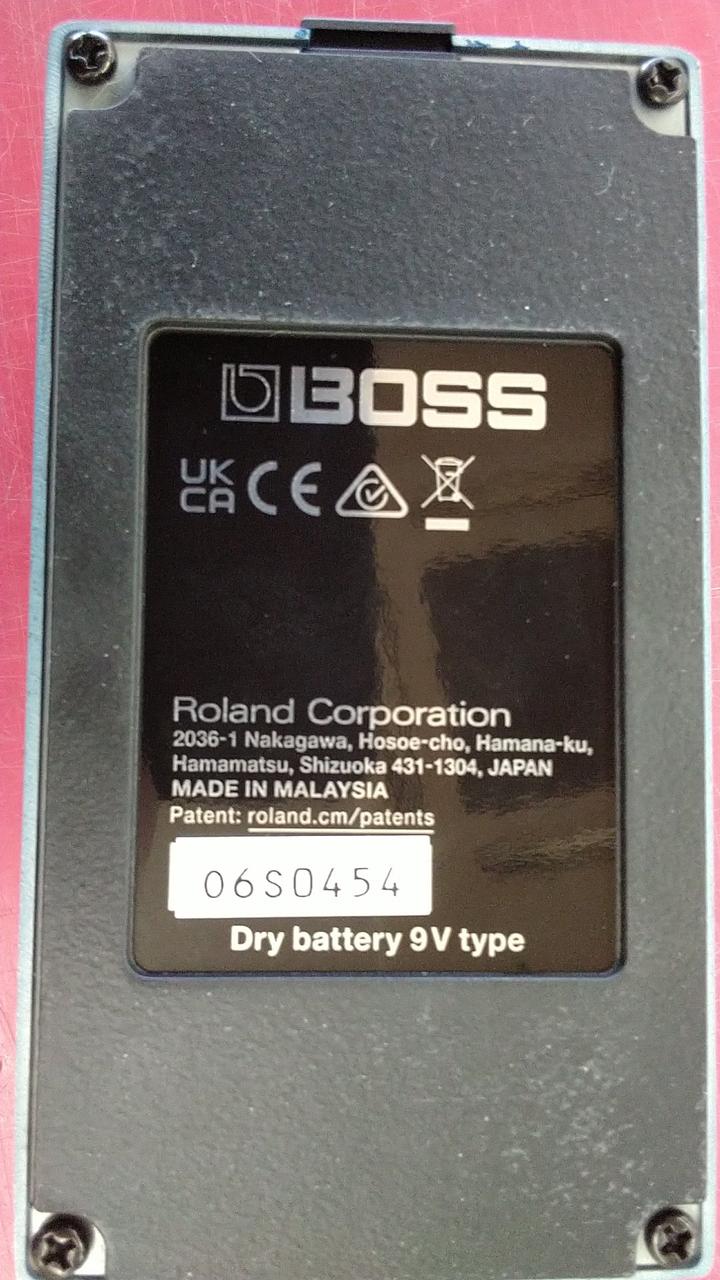 BOSS
UK
CA CE
Roland Corporation
2036-1 Nakagawa, Hosoe-cho, Hamana-ku,
Hamamatsu, Shizuoka 431-1304, JAPAN
MADE IN MALAYSIA
Patent: roland.cm/patents
06S0454
Dry battery 9V type